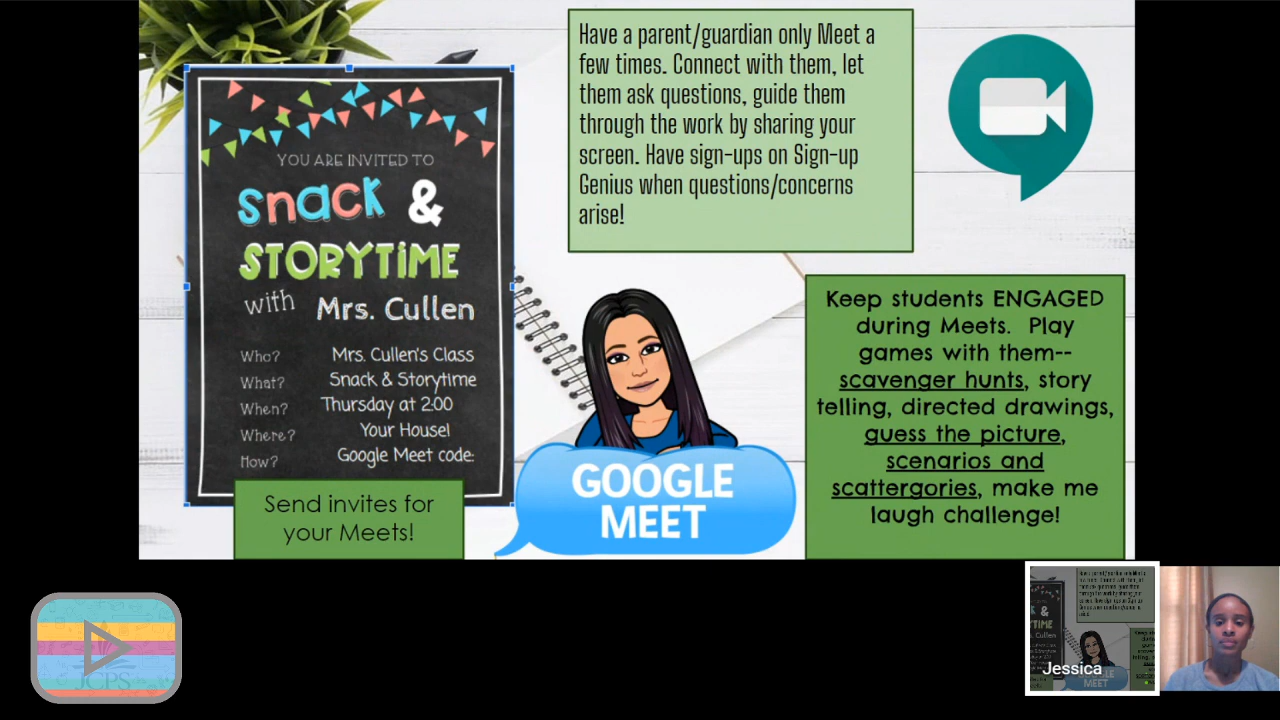 Have a parent/guardian only Meet a
few times. Connect with them, let
them ask questions, guide them
through the work by sharing your
screen. Have sign-ups on Sign-up
Genius when questions/concerns
arise!
YOU ARE INVITED TO
Snack &
STORYTIME
with Mrs. Cullen
Who? Mrs. Cullen's Class
What? Snack & Storytime
When? Thursday at 2:00
Where? Your House!
How? Google Meet code:
Send invites for
your Meets!
GOOGLE
MEET
Keep students ENGAGED
during Meets. Play
games with them--
scavenger hunts, story
telling, directed drawings,
guess the picture,
scenarios and
scattergories, make me
laugh challenge!
JCPS
Jessica